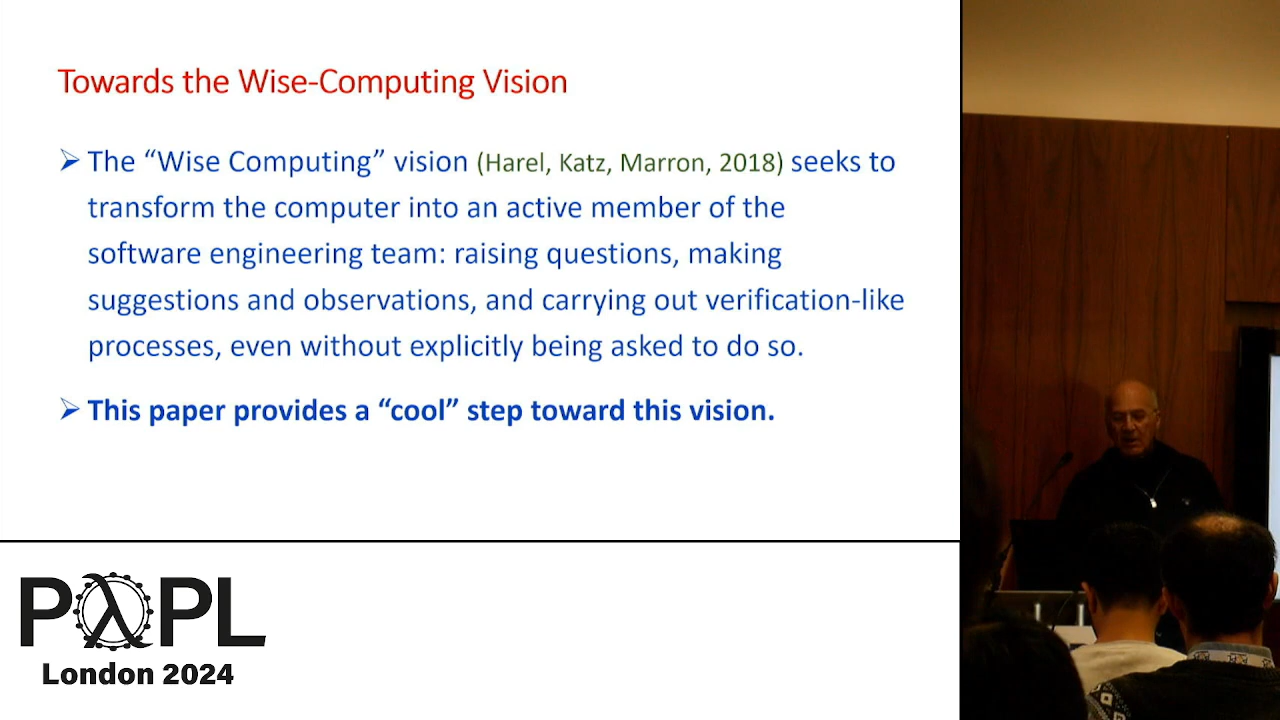 Towards the Wise-Computing Vision
The “Wise Computing” vision (Harel, Katz, Marron, 2018) seeks to
transform the computer into an active member of the
software engineering team: raising questions, making
suggestions and observations, and carrying out verification-like
processes, even without explicitly being asked to do so.
This paper provides a “cool” step toward this vision.
PλPL
London 2024